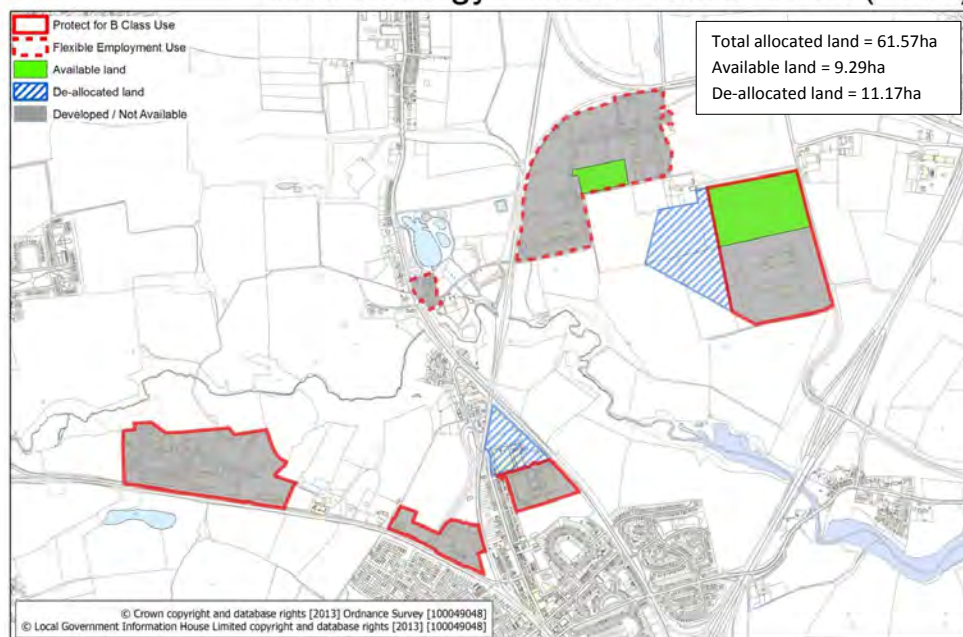 Protect for B Class Use
Flexible Employment Use
Available land
De-allocated land
Developed / Not Available
Total allocated land = 61.57ha
Available land = 9.29ha
De-allocated land = 11.17ha
© Crown copyright and database rights [2013] Ordnance Survey [100049048]
© Local Government Information House Limited copyright and database rights [2013] [100049048]